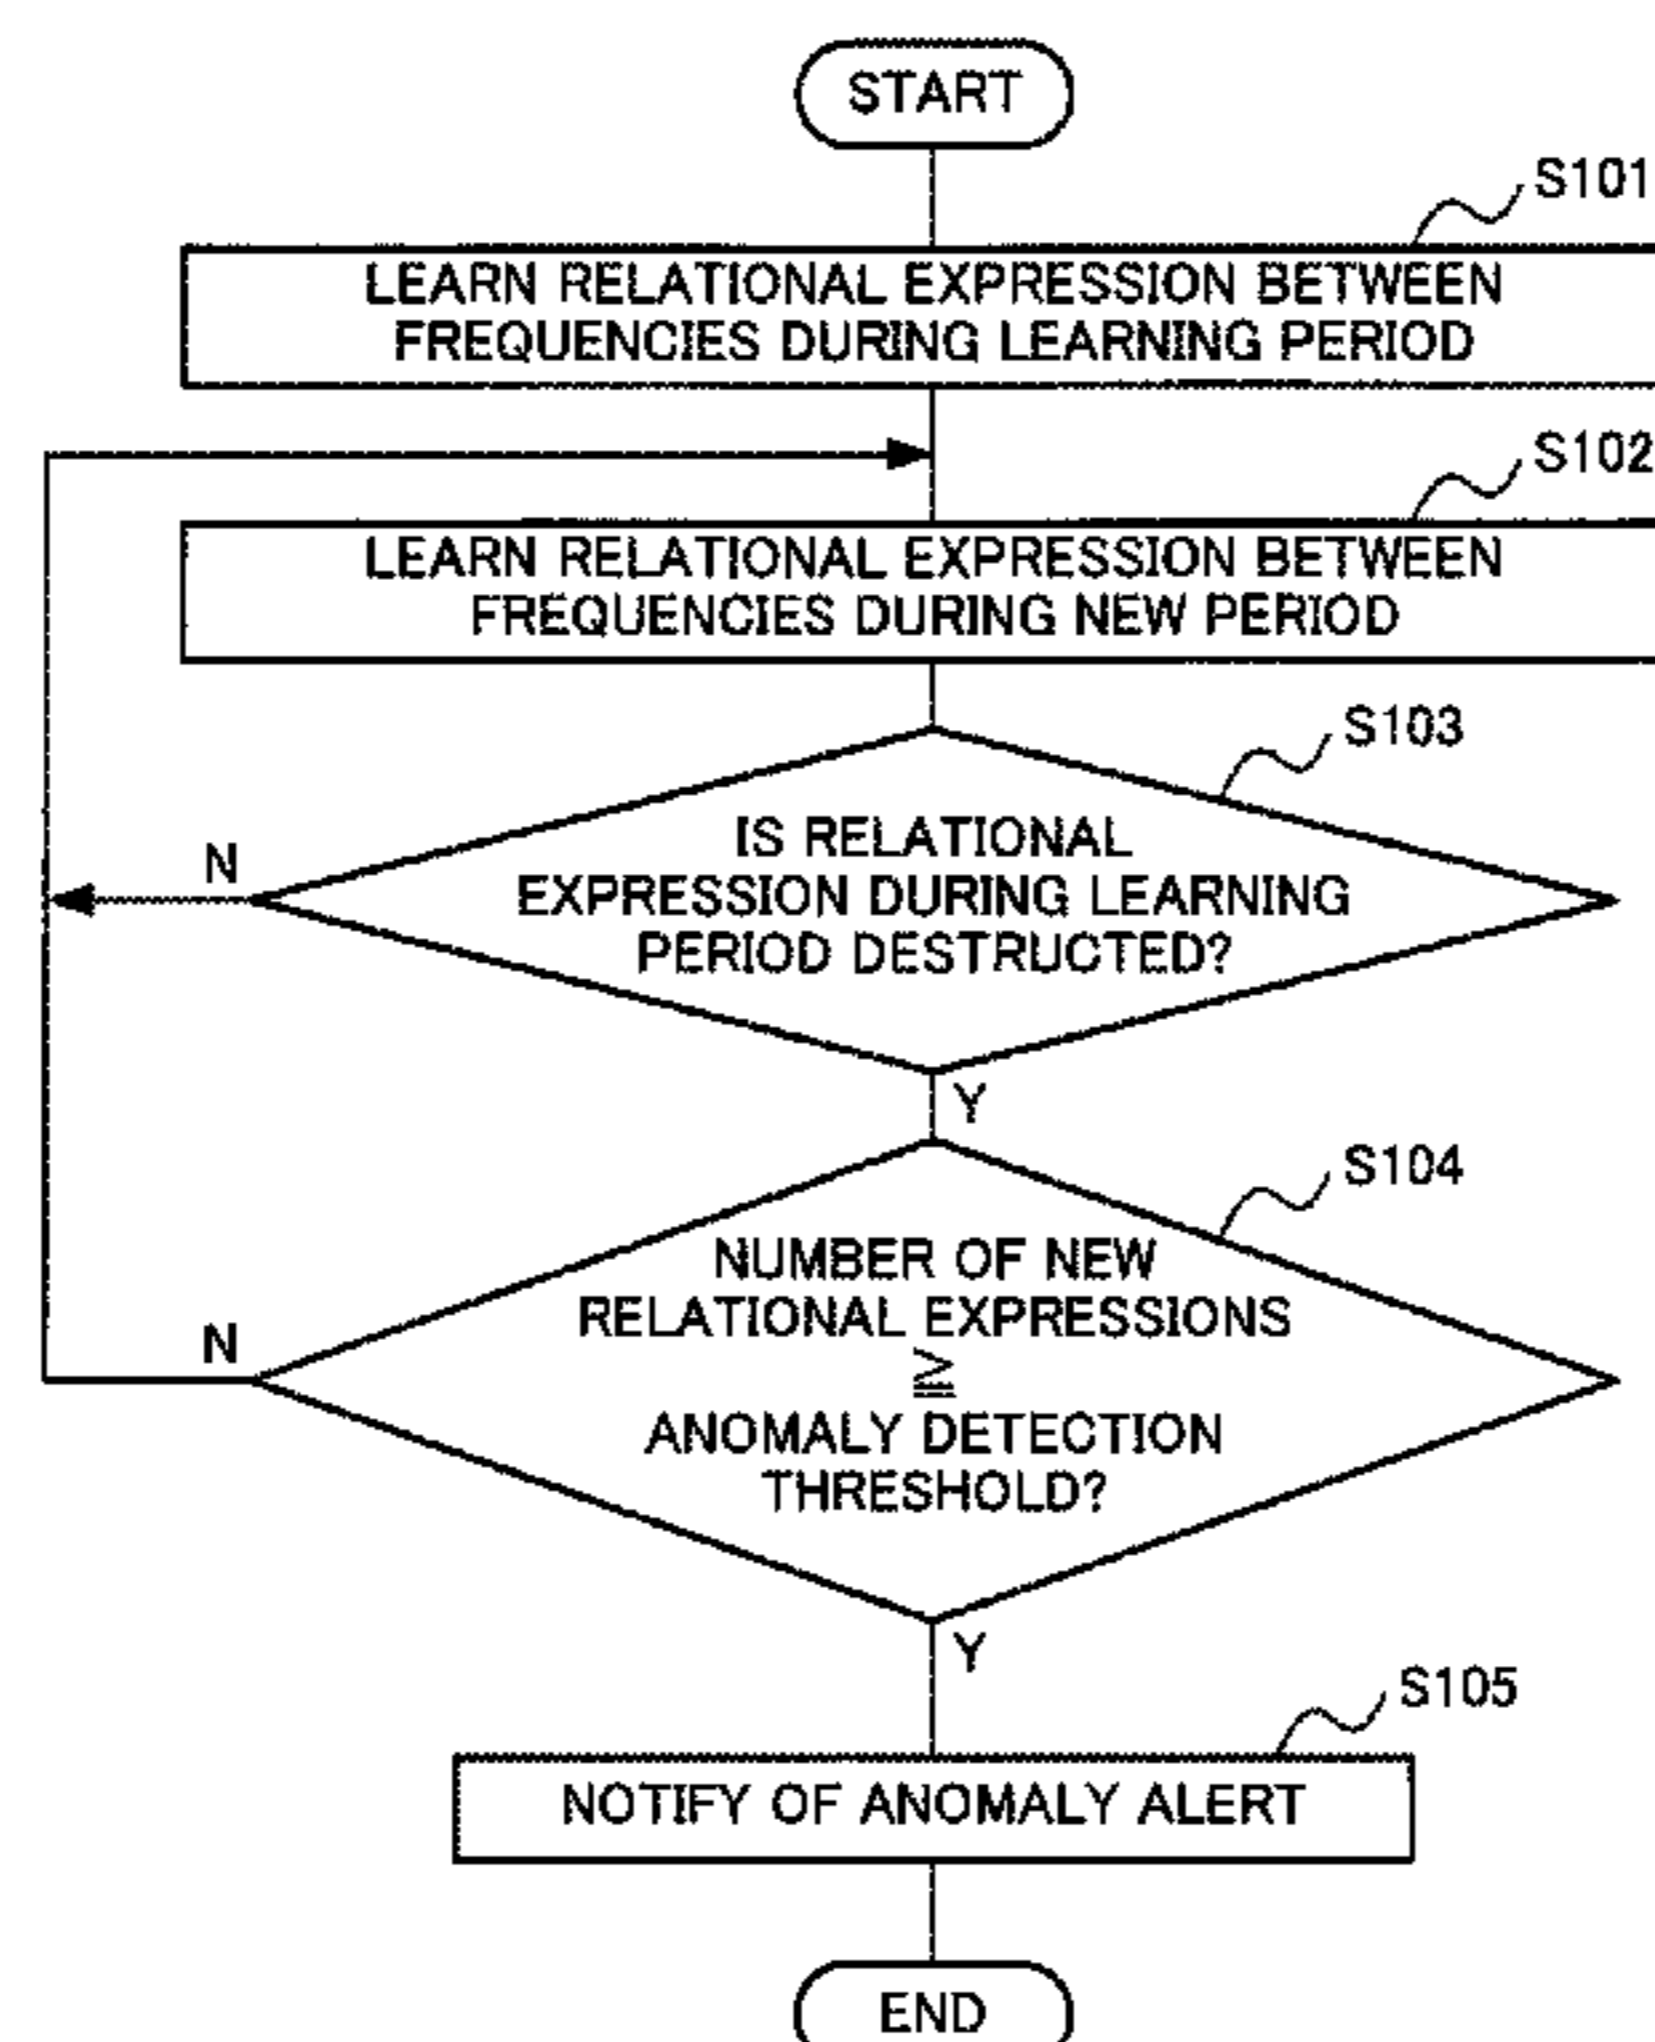 START
S101
LEARN RELATIONAL EXPRESSION BETWEEN
FREQUENCIES DURING LEARNING PERIOD
S102
LEARN RELATIONAL EXPRESSION BETWEEN
FREQUENCIES DURING NEW PERIOD
S103
IS RELATIONAL
EXPRESSION DURING LEARNING
PERIOD DESTRUCTED?
N
Y
S104
NUMBER OF NEW
RELATIONAL EXPRESSIONS
≧
ANOMALY DETECTION
THRESHOLD?
N
Y
S105
NOTIFY OF ANOMALY ALERT
END